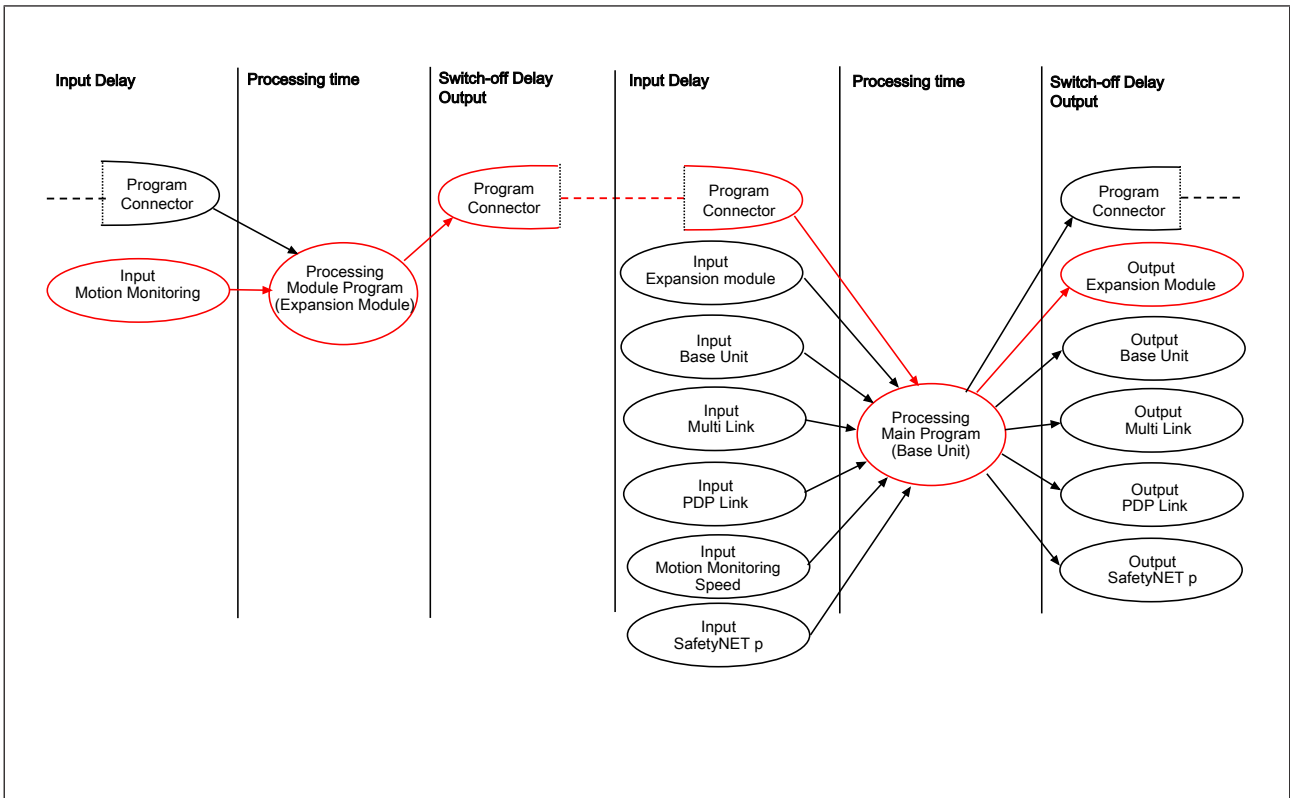 Input Delay
Processing time
Switch-off Delay
Output
Input Delay
Processing time
Switch-off Delay
Output
Program
Connector
Input
Motion Monitoring
Processing
Module Program
(Expansion Module)
Program
Connector
Program
Connector
Input
Expansion module
Input
Base Unit
Input
Multi Link
Input
PDP Link
Input
Motion Monitoring
Speed
Input
SafetyNET p
Processing
Main Program
(Base Unit)
Program
Connector
Output
Expansion Module
Output
Base Unit
Output
Multi Link
Output
PDP Link
Output
SafetyNET p